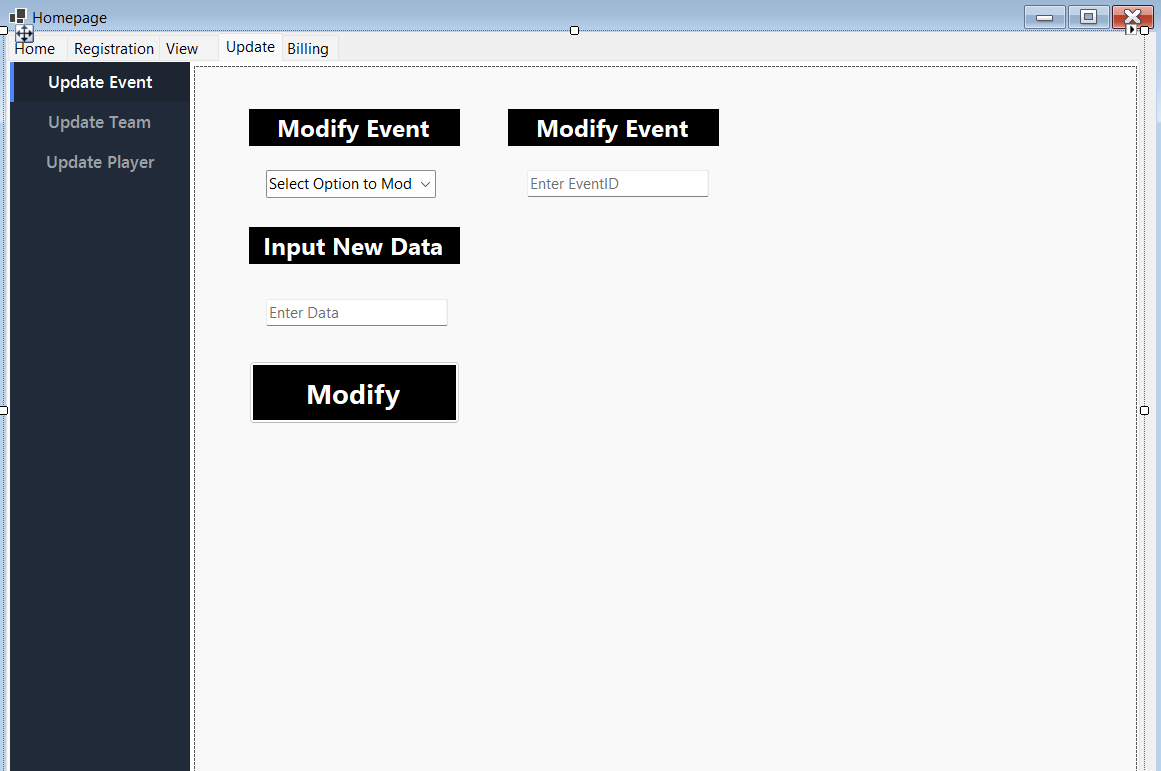 Homepage
Home Registration View Update Billing
Update Event
Update Team
Update Player
Modify Event Modify Event
Select Option to Mod Enter EventID
Input New Data
Enter Data
Modify